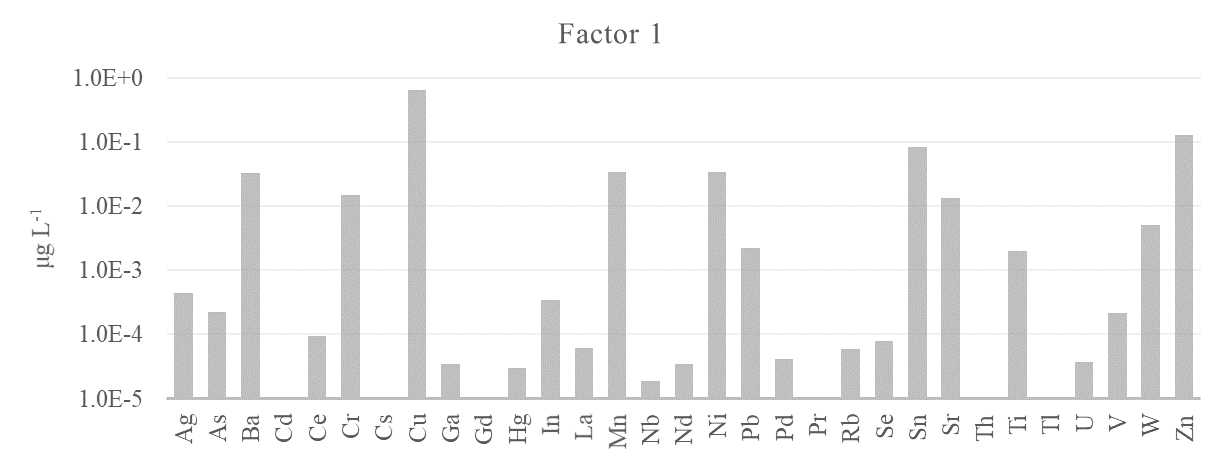 Factor 1
µg L⁻¹
1.0E+0
1.0E-1
1.0E-2
1.0E-3
1.0E-4
1.0E-5
Ag As Ba Cd Ce Cr Cs Cu Ga Gd Hg In La Mn Nb Nd Ni Pb Pd Pr Rb Se Sn Sr Th Ti Tl U V W Zn